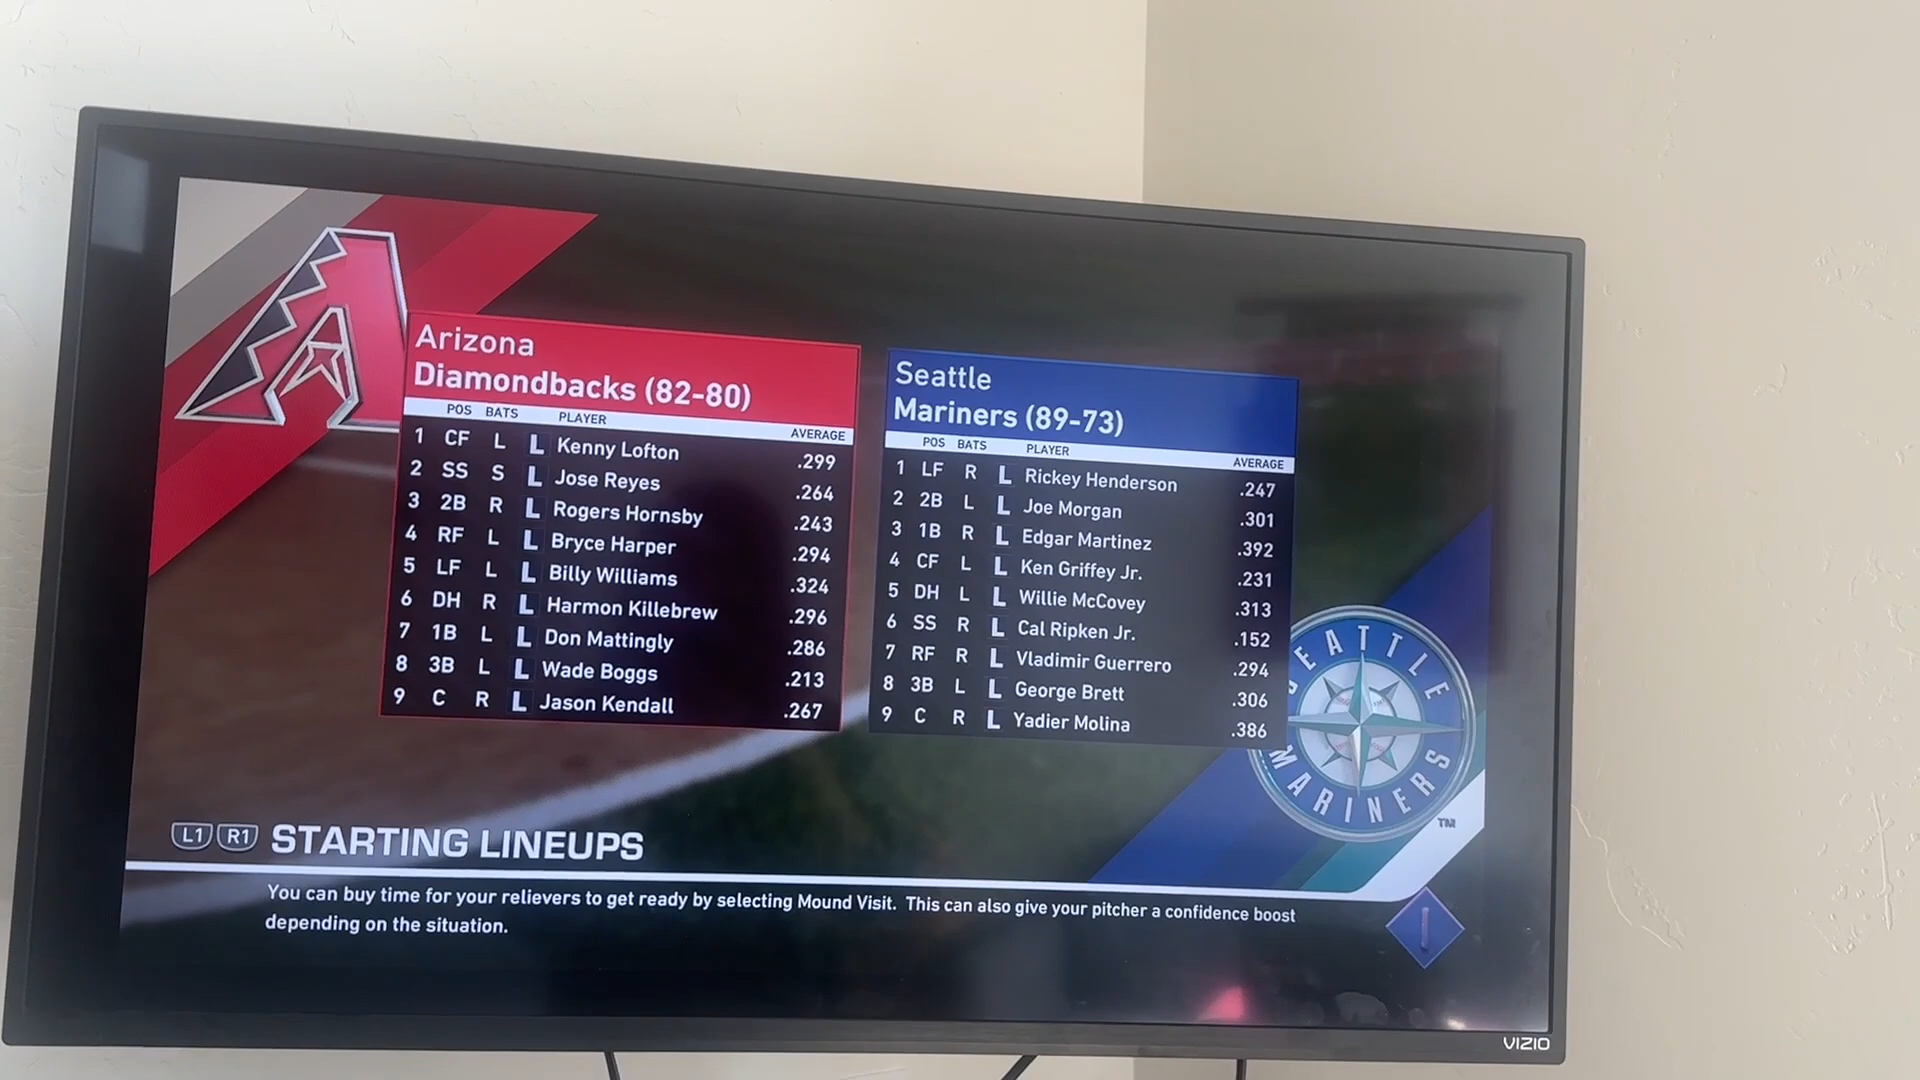 Arizona
Diamondbacks (82-80)
POS BATS PLAYER AVERAGE
1 CF L L Kenny Lofton .299
2 SS S L Jose Reyes .264
3 2B R L Rogers Hornsby .243
4 RF L L Bryce Harper .294
5 LF L L Billy Williams .324
6 DH R L Harmon Killebrew .296
7 1B L L Don Mattingly .286
8 3B L L Wade Boggs .213
9 C R L Jason Kendall .267
Seattle
Mariners (89-73)
POS BATS PLAYER AVERAGE
1 LF R L Rickey Henderson .247
2 2B L L Joe Morgan .301
3 1B R L Edgar Martinez .392
4 CF L L Ken Griffey Jr. .231
5 DH L L Willie McCovey .313
6 SS R L Cal Ripken Jr. .152
7 RF R L Vladimir Guerrero .294
8 3B L L George Brett .306
9 C R L Yadier Molina .386
SEATTLE
MARINERS
TM
L1 R1 STARTING LINEUPS
You can buy time for your relievers to get ready by selecting Mound Visit. This can also give your pitcher a confidence boost
depending on the situation.
VIZIO